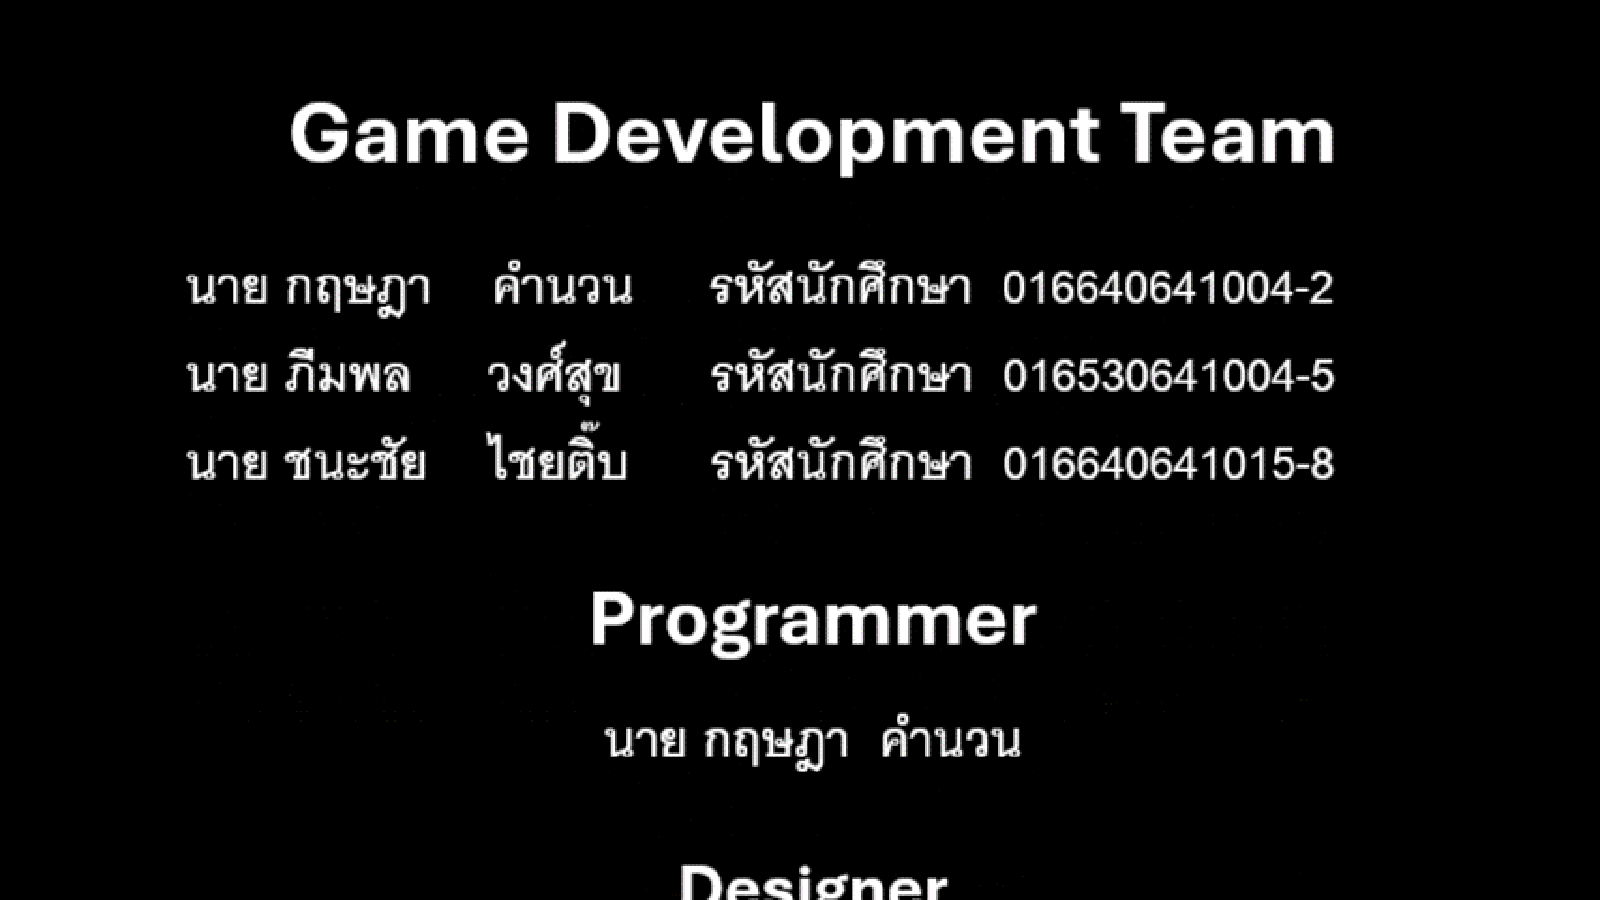 Game Development Team
นาย กฤษฎา คำนวน รหัสนักศึกษา 016640641004-2
นาย ภีมพล วงศ์สุข รหัสนักศึกษา 016530641004-5
นาย ชนะชัย ไชยติ๊บ รหัสนักศึกษา 016640641015-8
Programmer
นาย กฤษฎา คำนวน
Designer